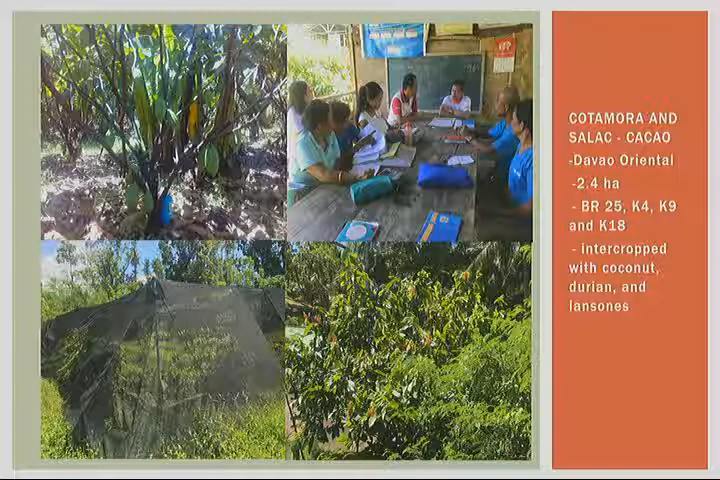 COTAMORA AND
SALAC - CACAO
-Davao Oriental
-2.4 ha
- BR 25, K4, K9
and K18
- intercropped
with coconut,
durian, and
lansones